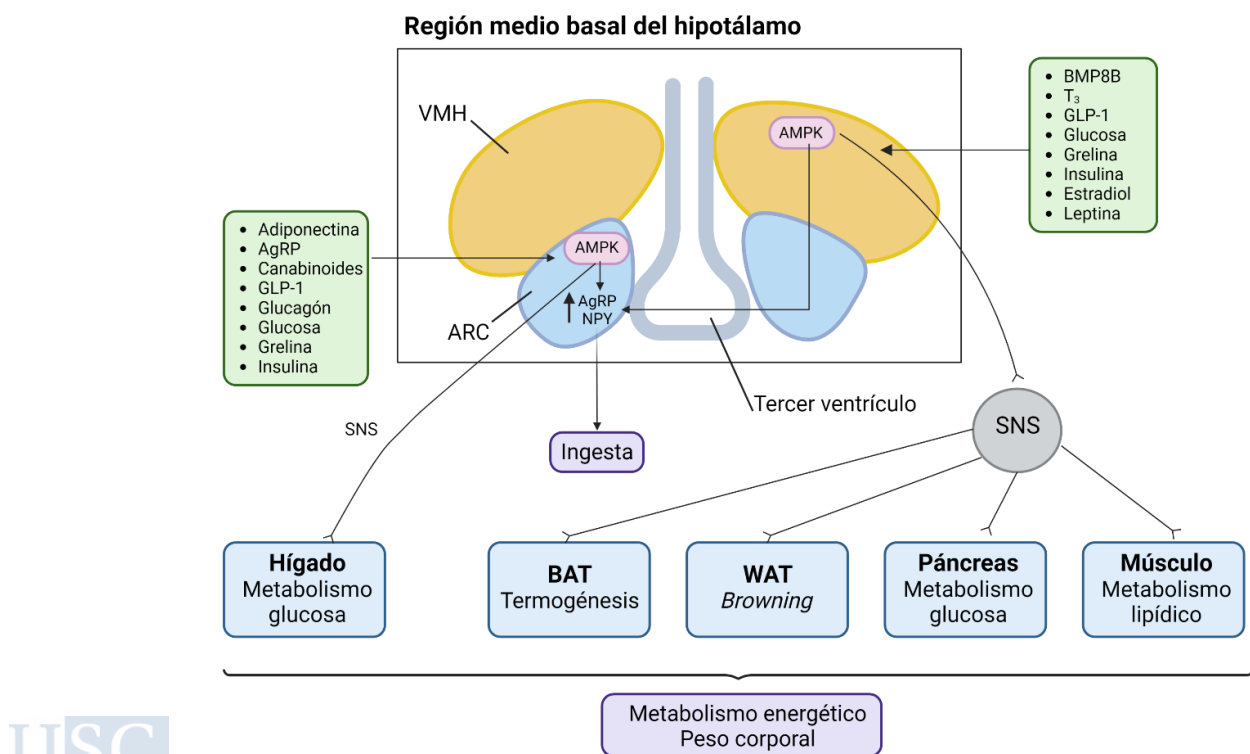 Región medio basal del hipotálamo
VMH
AMPK
• BMP8B
• T₃
• GLP-1
• Glucosa
• Grelina
• Insulina
• Estradiol
• Leptina
• Adiponectina
• AgRP
• Canabinoides
• GLP-1
• Glucagón
• Glucosa
• Grelina
• Insulina
AMPK
AgRP
NPY
ARC
Tercer ventrículo
SNS
SNS
Ingesta
Hígado
Metabolismo
glucosa
BAT
Termogénesis
WAT
Browning
Páncreas
Metabolismo
glucosa
Músculo
Metabolismo
lipídico
Metabolismo energético
Peso corporal
USC